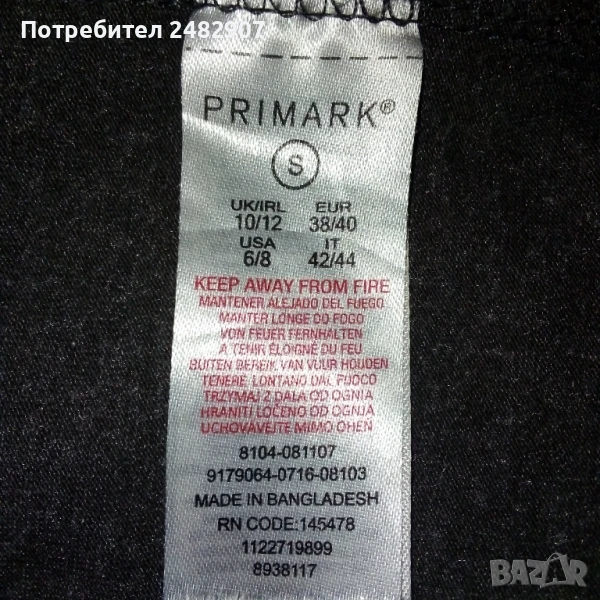 Потребител 2482907
PRIMARK®
S
UK/IRL EUR
10/12 38/40
USA IT
6/8 42/44
KEEP AWAY FROM FIRE
MANTENER ALEJADO DEL FUEGO
MANTER LONGE DO FOGO
VON FEUER FERNHALTEN
A TENIR ÉLOIGNÉ DU FEU
BUITEN BEREIK VAN VUUR HOUDEN
TENERE LONTANO DAL FUOCO
TRZYMAJ Z DALA OD OGNIA
HRANITI LOČENO OD OGNJA
UCHOVÁVEJTE MIMO OHEŇ
8104-081107
9179064-0716-08103
MADE IN BANGLADESH
RN CODE:145478
1122719899
8938117
BAZAR